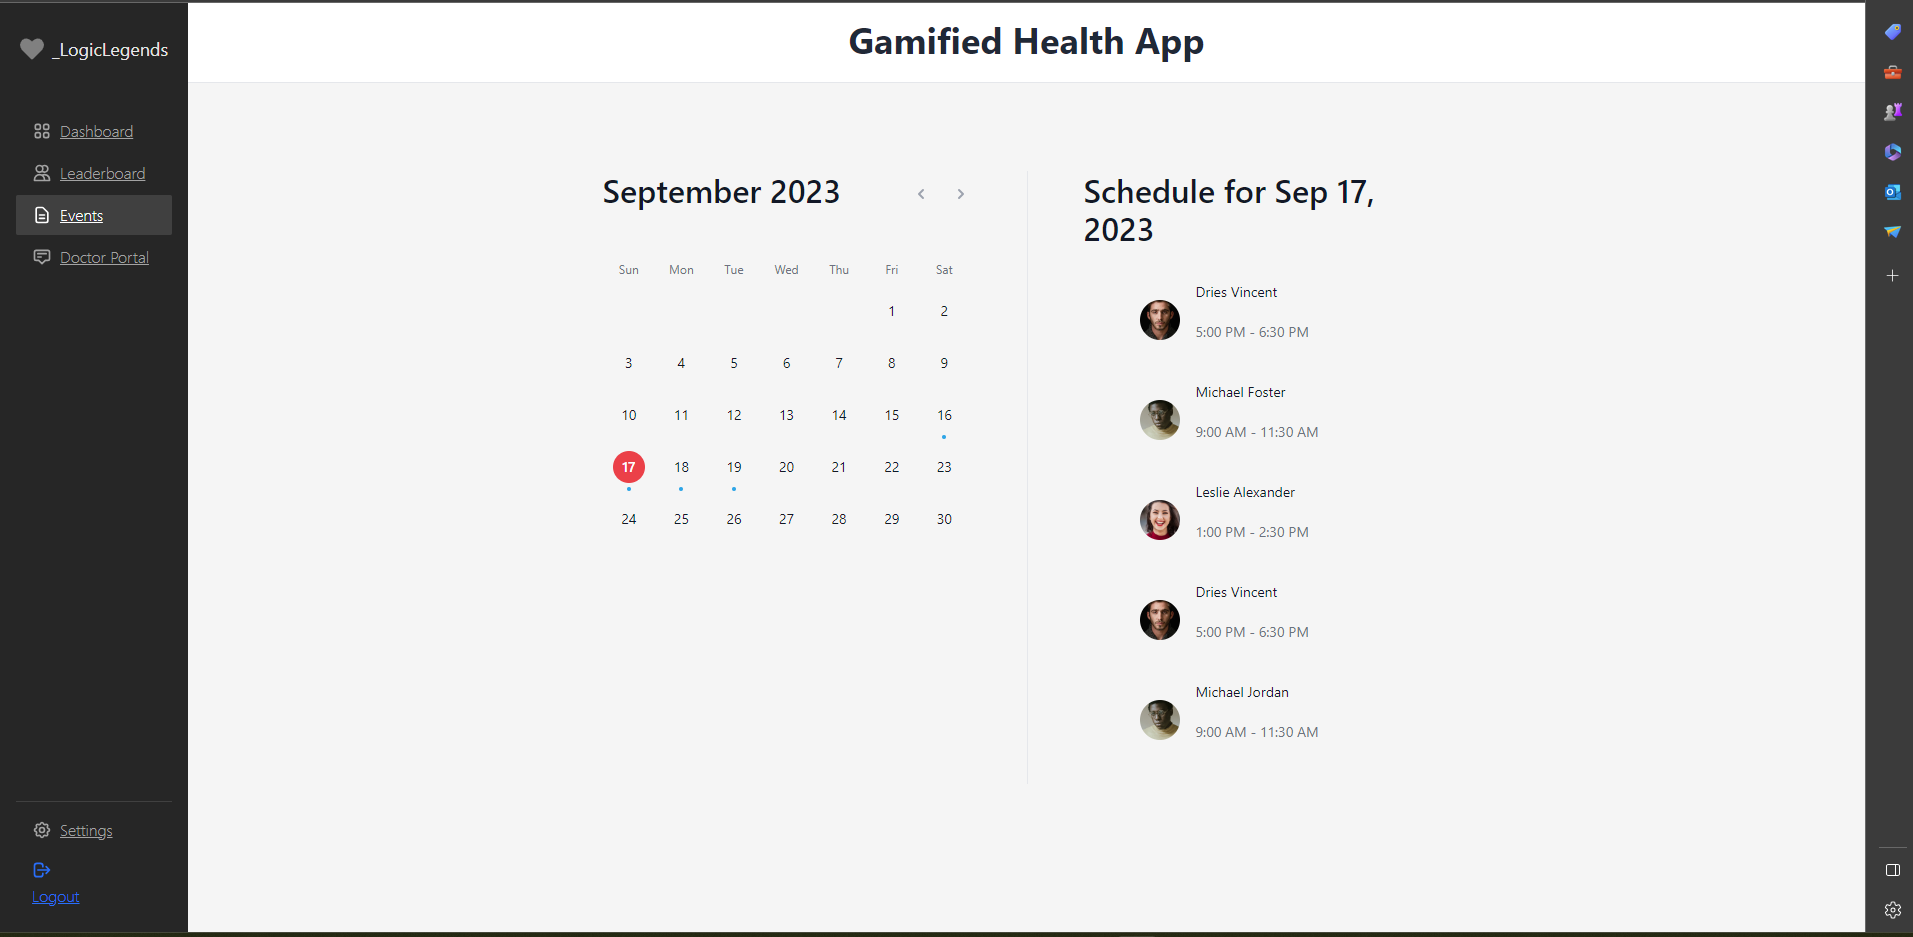 _LogicLegends
Gamified Health App
Dashboard
Leaderboard
Events
Doctor Portal
Settings
Logout
September 2023
Sun Mon Tue Wed Thu Fri Sat
1 2
3 4 5 6 7 8 9
10 11 12 13 14 15 16
17 18 19 20 21 22 23
24 25 26 27 28 29 30
Schedule for Sep 17,
2023
Dries Vincent
5:00 PM - 6:30 PM
Michael Foster
9:00 AM - 11:30 AM
Leslie Alexander
1:00 PM - 2:30 PM
Dries Vincent
5:00 PM - 6:30 PM
Michael Jordan
9:00 AM - 11:30 AM